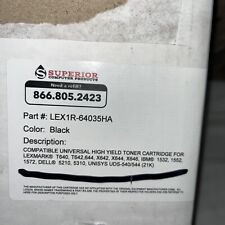 SUPERIOR
COMPUTER PRODUCTS
Need a refill?
866.805.2423
Part #: LEX1R-64035HA
Color: Black
Description:
COMPATIBLE UNIVERSAL HIGH YIELD TONER CARTRIDGE FOR
LEXMARK® T640, T642,644, X642, X644, X646, IBM® 1532, 1552,
1572, DELL® 5210, 5310, UNISYS UDS-540/544 (21K)